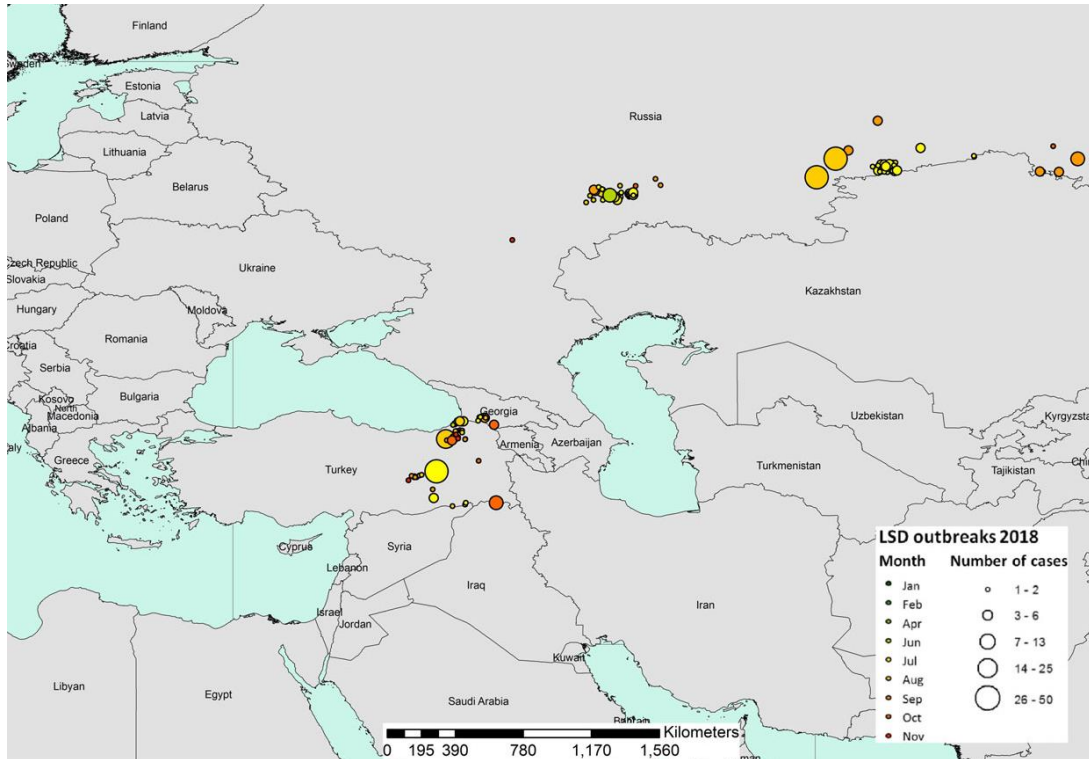 Finland
Sweden
Estonia
Latvia
Lithuania
Belarus
Poland
Russia
Czech Republic
Slovakia
Ukraine
Kazakhstan
Hungary
Moldova
Romania
Croatia
Serbia
Kosovo
North
Macedonia
Bulgaria
Albania
Italy
Greece
Georgia
Armenia
Azerbaijan
Uzbekistan
Kyrgyzst
Turkmenistan
Tajikistan
Chi
Turkey
Cyprus
Syria
Lebanon
Iraq
Iran
Israel
Jordan
Kuwait
Libyan
Egypt
Saudi Arabia
Bahrain
man
LSD outbreaks 2018
Month Number of cases
Jan
Feb
Apr
Jun
Jul
Aug
Sep
Oct
Nov
1 - 2
3 - 6
7 - 13
14 - 25
26 - 50
Kilometers
0 195 390 780 1,170 1,560